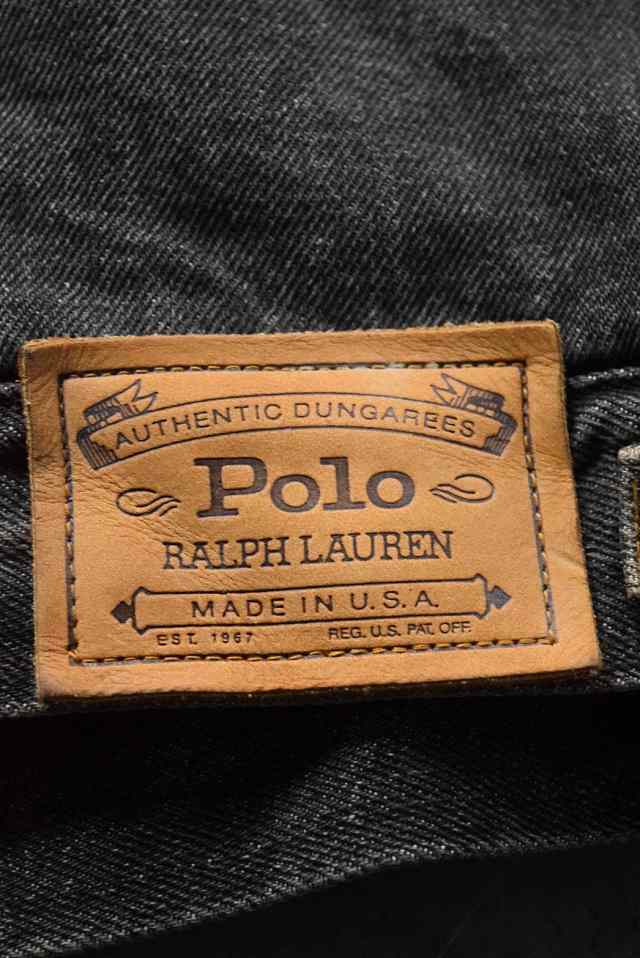 AUTHENTIC DUNGAREES
Polo
RALPH LAUREN
MADE IN U.S.A.
EST. 1967 REG. U.S. PAT. OFF.